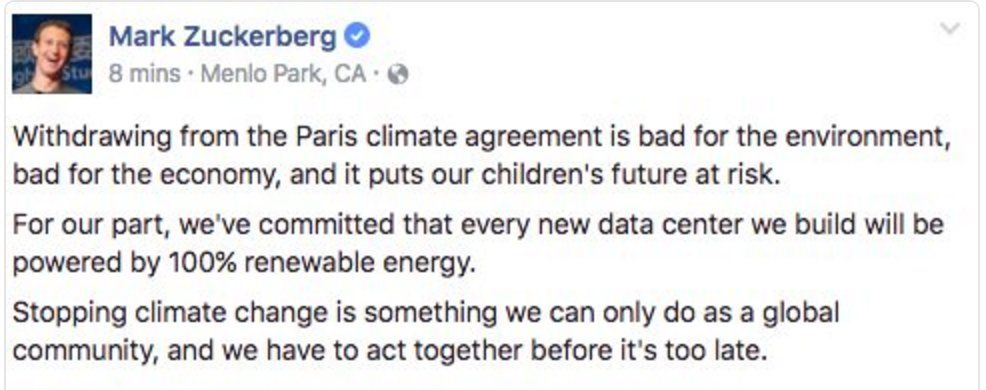 Mark Zuckerberg
8 mins · Menlo Park, CA ·
Withdrawing from the Paris climate agreement is bad for the environment,
bad for the economy, and it puts our children's future at risk.
For our part, we've committed that every new data center we build will be
powered by 100% renewable energy.
Stopping climate change is something we can only do as a global
community, and we have to act together before it's too late.